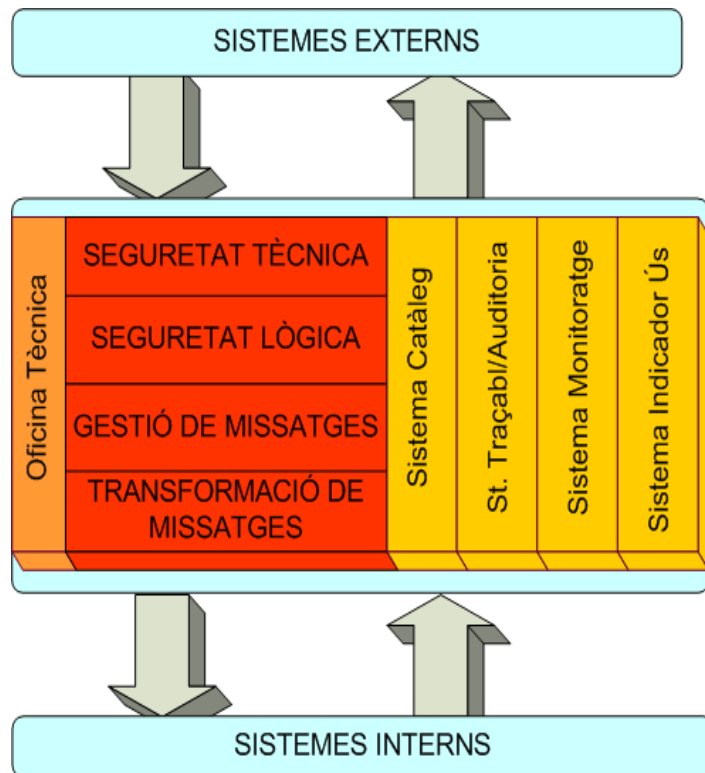 SISTEMES EXTERNS
Oficina Tècnica
SEGURETAT TÈCNICA
SEGURETAT LÒGICA
GESTIÓ DE MISSATGES
TRANSFORMACIÓ DE
MISSATGES
Sistema Catàleg
St. Traçabl/Auditoria
Sistema Monitoratge
Sistema Indicador Ús
SISTEMES INTERNS